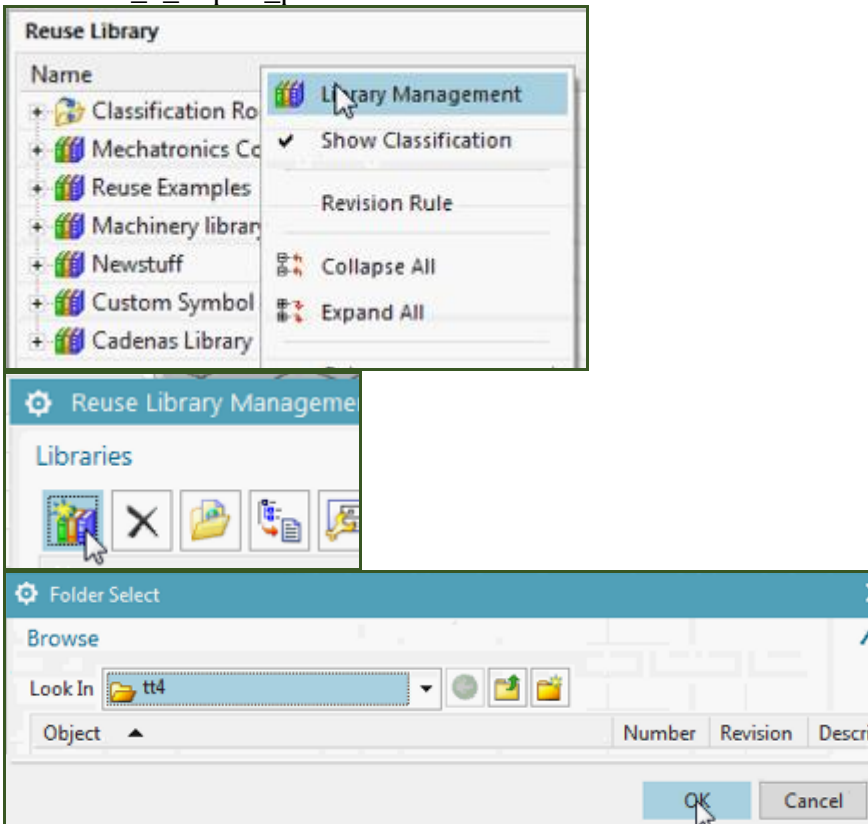 Reuse Library
Name
Classification Ro
Mechatronics Cc
Reuse Examples
Machinery library
Newstuff
Custom Symbol
Cadenas Library
Library Management
Show Classification
Revision Rule
Collapse All
Expand All
Reuse Library Manageme
Libraries
Folder Select
Browse
Look In tt4
Object Number Revision Descri
OK Cancel